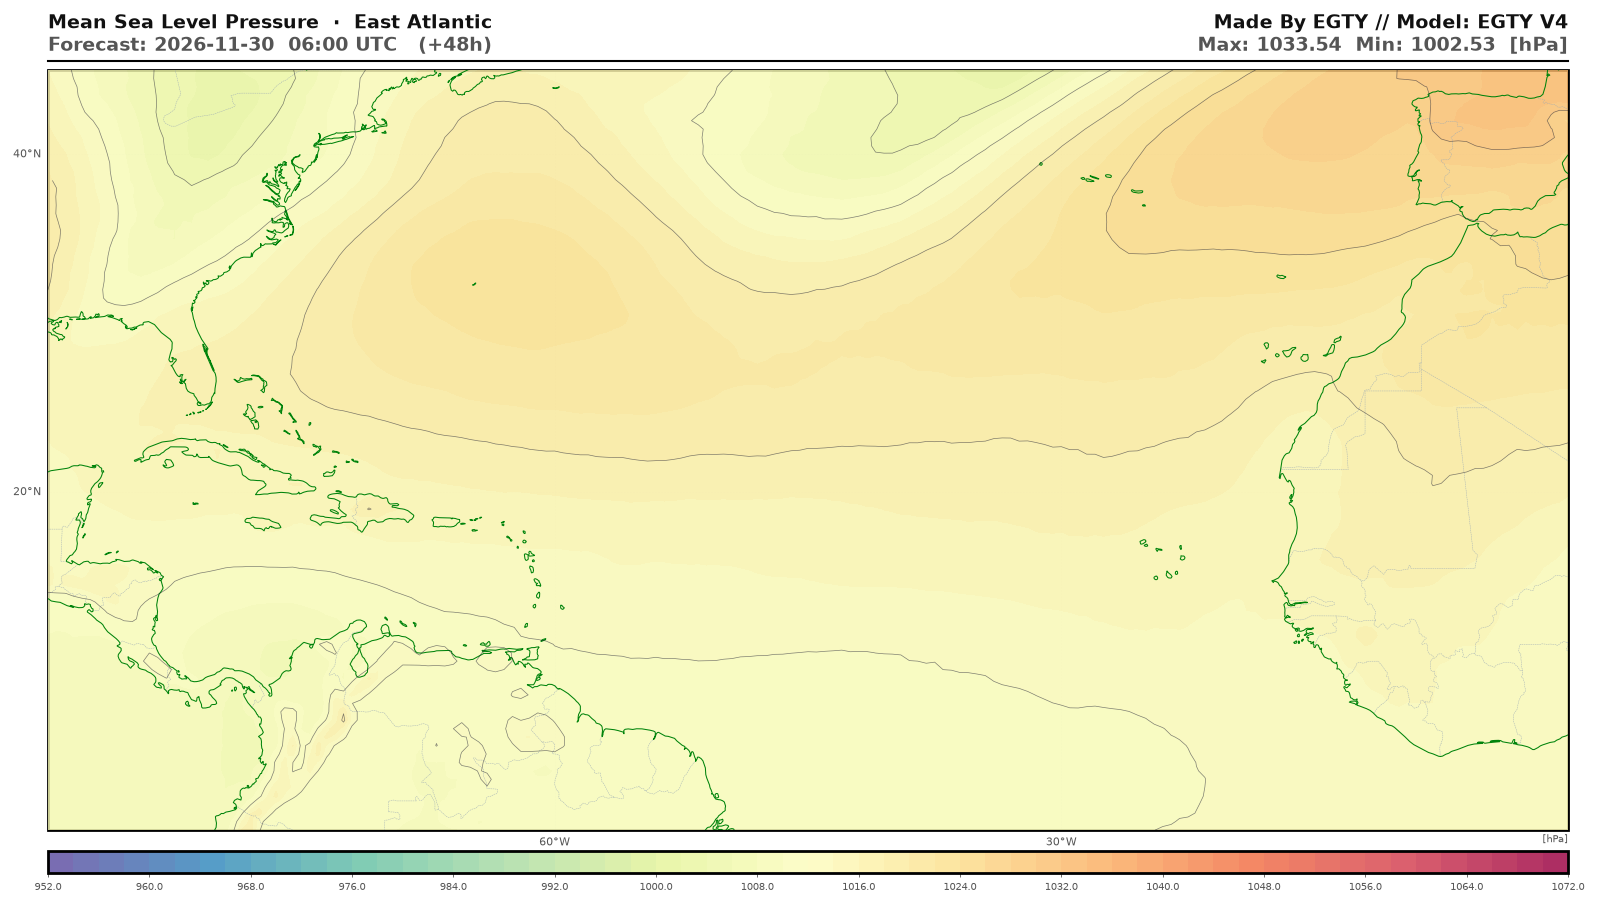 Mean Sea Level Pressure · East Atlantic
Made By EGTY // Model: EGTY V4
Forecast: 2026-11-30 06:00 UTC (+48h)
Max: 1033.54 Min: 1002.53 [hPa]
40°N
20°N
60°W
30°W
[hPa]
952.0 960.0 968.0 976.0 984.0 992.0 1000.0 1008.0 1016.0 1024.0 1032.0 1040.0 1048.0 1056.0 1064.0 1072.0